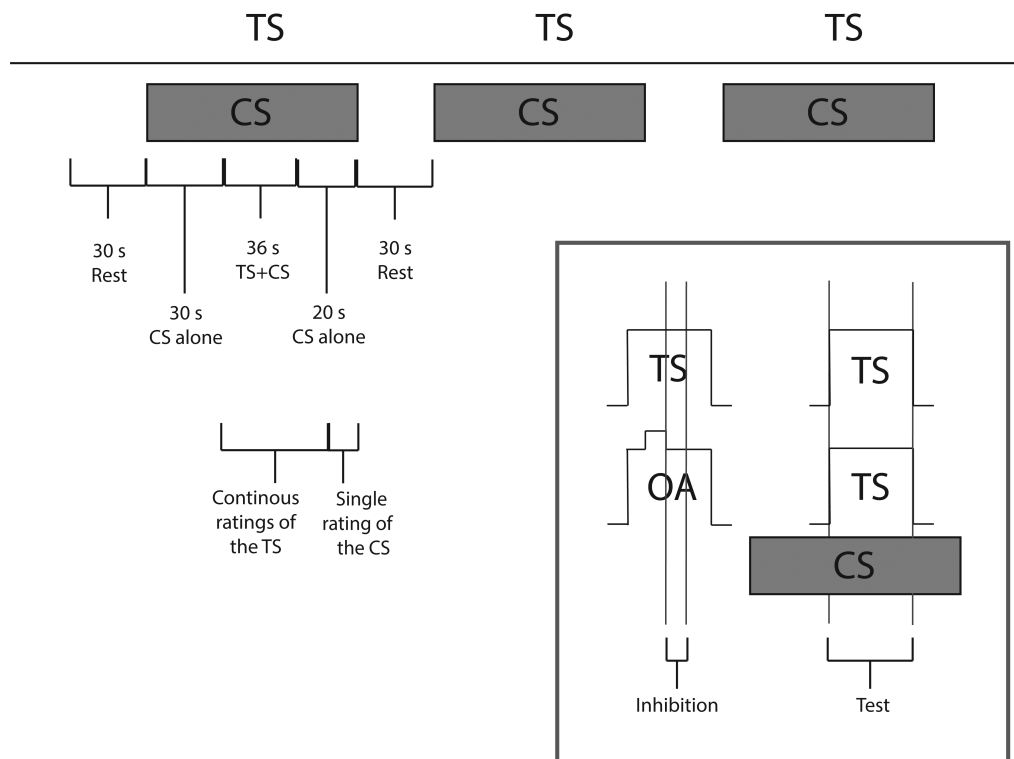 TS TS TS
CS CS CS
30 s
Rest
30 s
CS alone
36 s
TS+CS
20 s
CS alone
30 s
Rest
Continous
ratings of
the TS
Single
rating of
the CS
TS TS
OA TS
CS
Inhibition Test